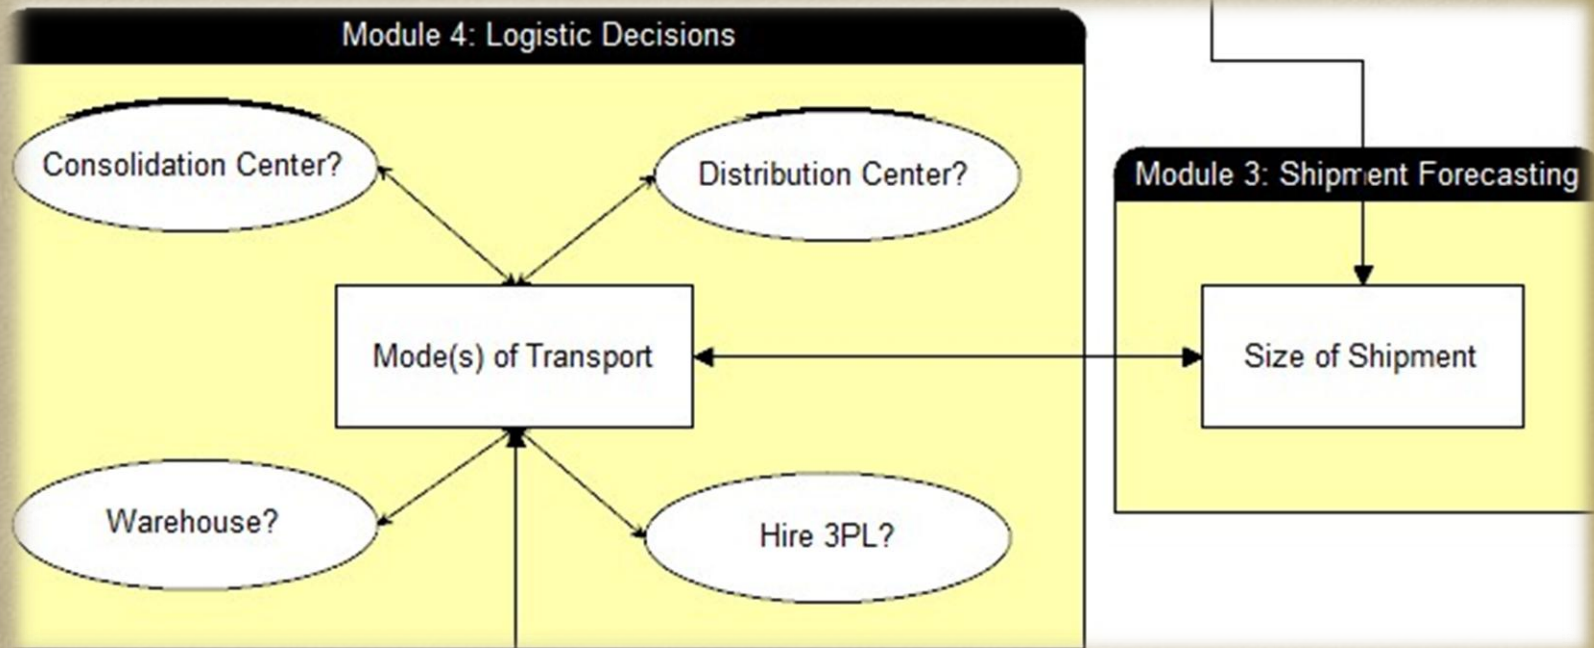 Module 4: Logistic Decisions
Consolidation Center?
Distribution Center?
Module 3: Shipment Forecasting
Mode(s) of Transport
Size of Shipment
Warehouse?
Hire 3PL?